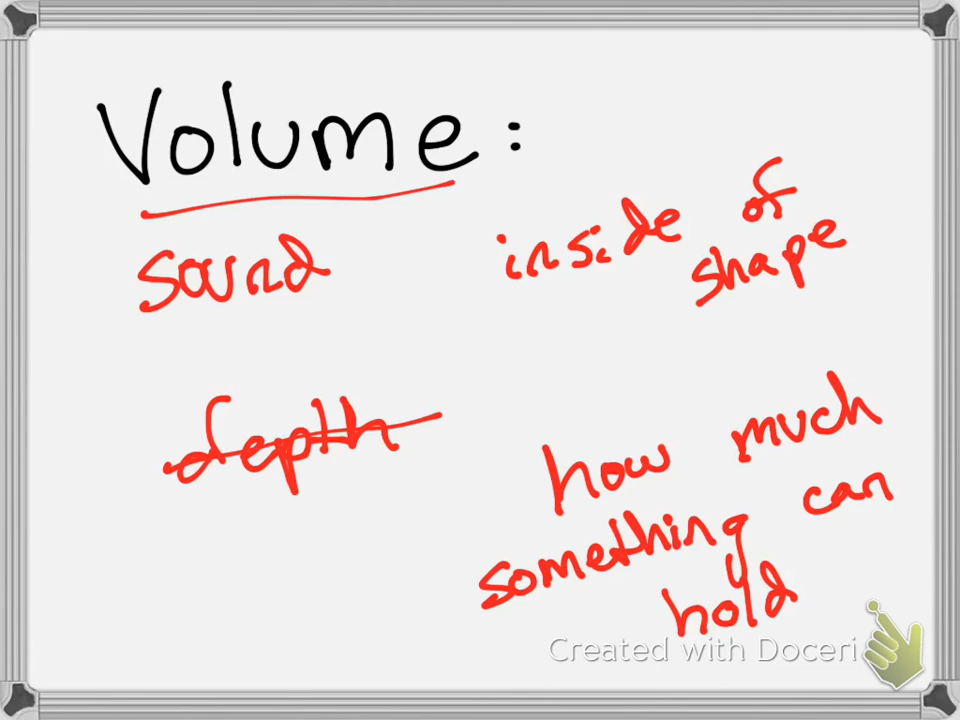 Volume:
sound
inside of
shape
depth
how much
something can
hold
Created with Doceri